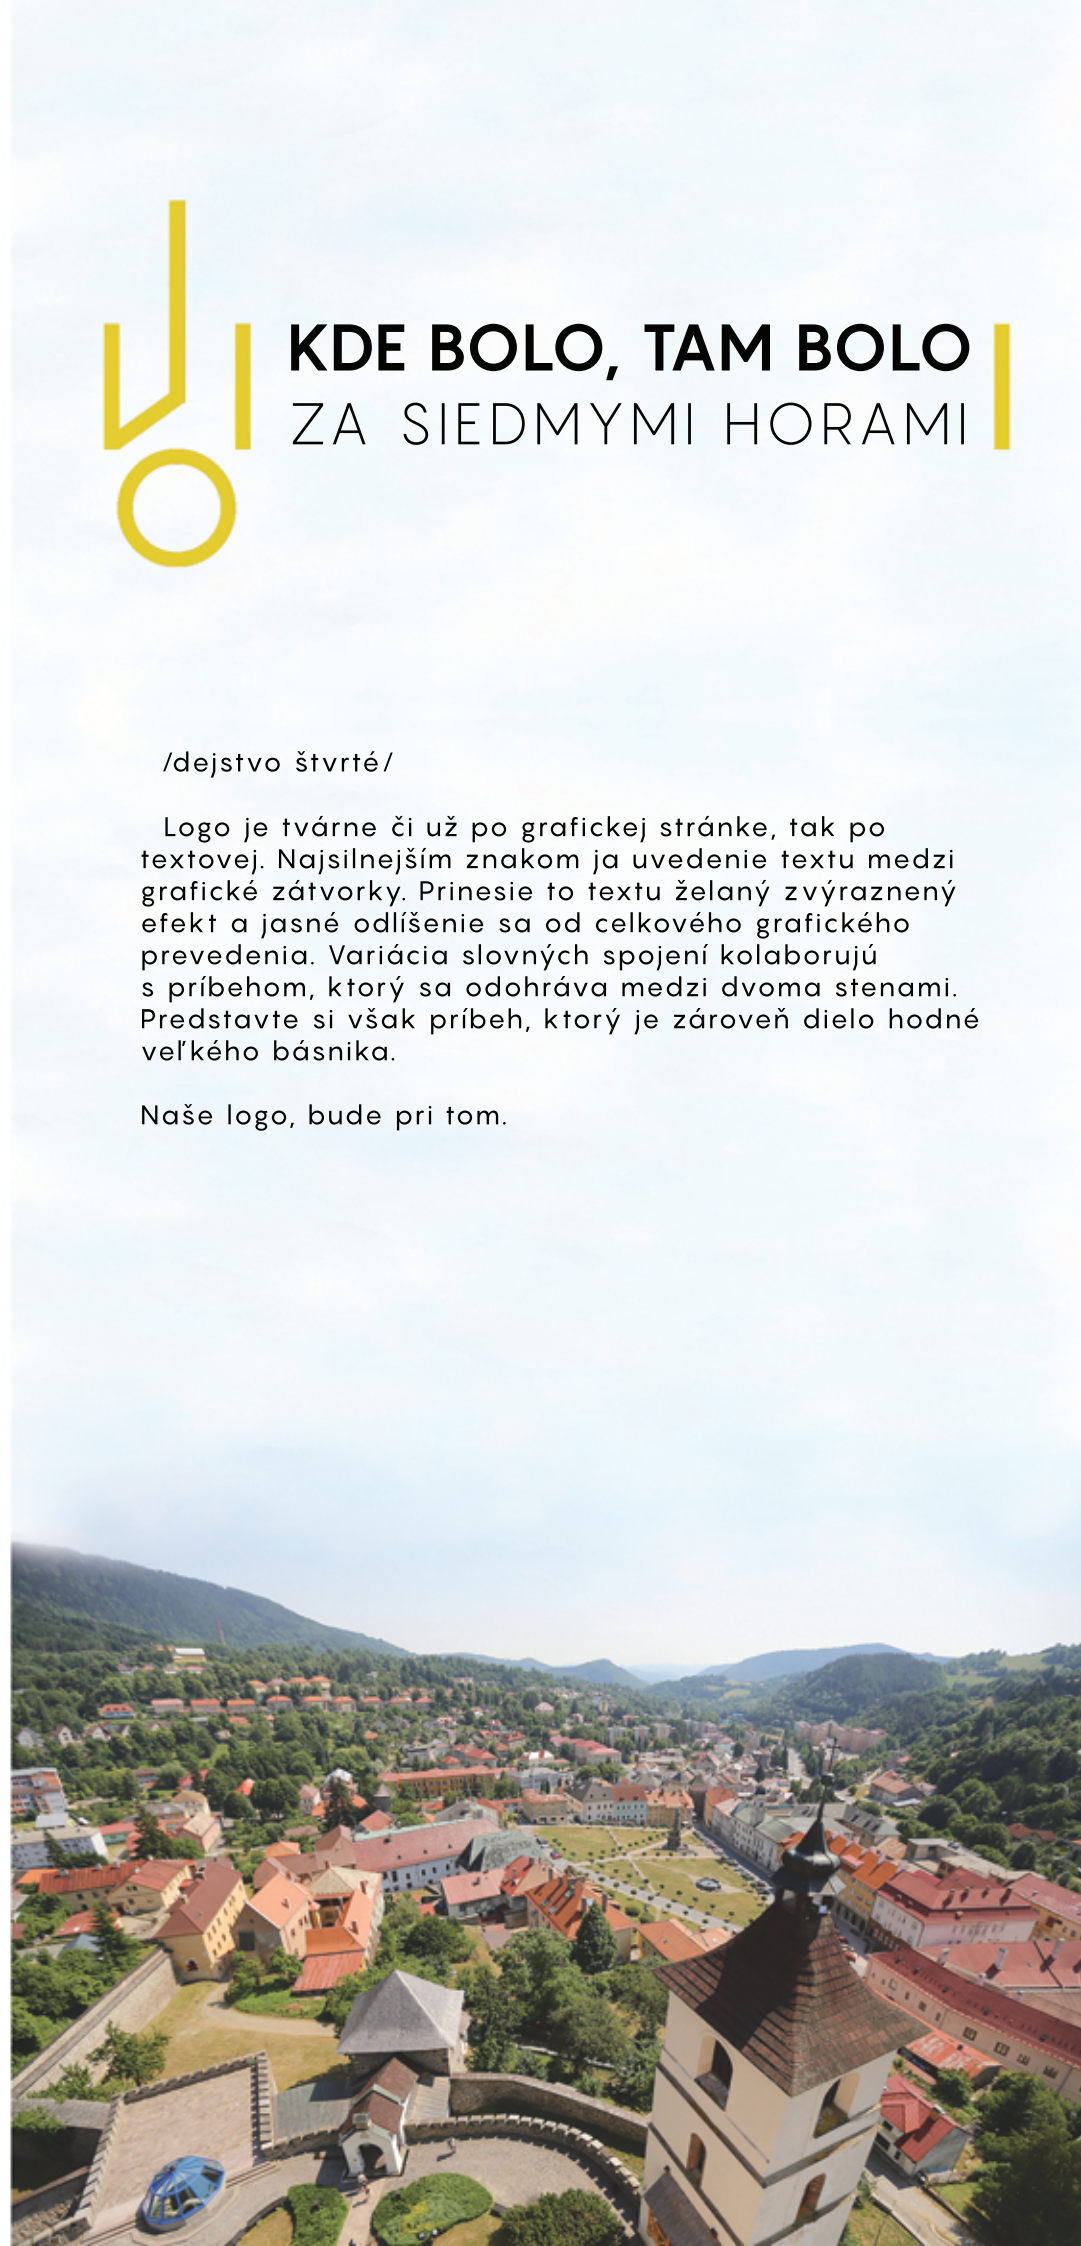 KDE BOLO, TAM BOLO
ZA SIEDMYMI HORAMI
/dejstvo štvrté/
Logo je tvárne či už po grafickej stránke, tak po
textovej. Najsilnejším znakom ja uvedenie textu medzi
grafické zátvorky. Prinesie to textu želaný zvýraznený
efekt a jasné odlíšenie sa od celkového grafického
prevedenia. Variácia slovných spojení kolaborujú
s príbehom, ktorý sa odohráva medzi dvoma stenami.
Predstavte si však príbeh, ktorý je zároveň dielo hodné
veľkého básnika.
Naše logo, bude pri tom.